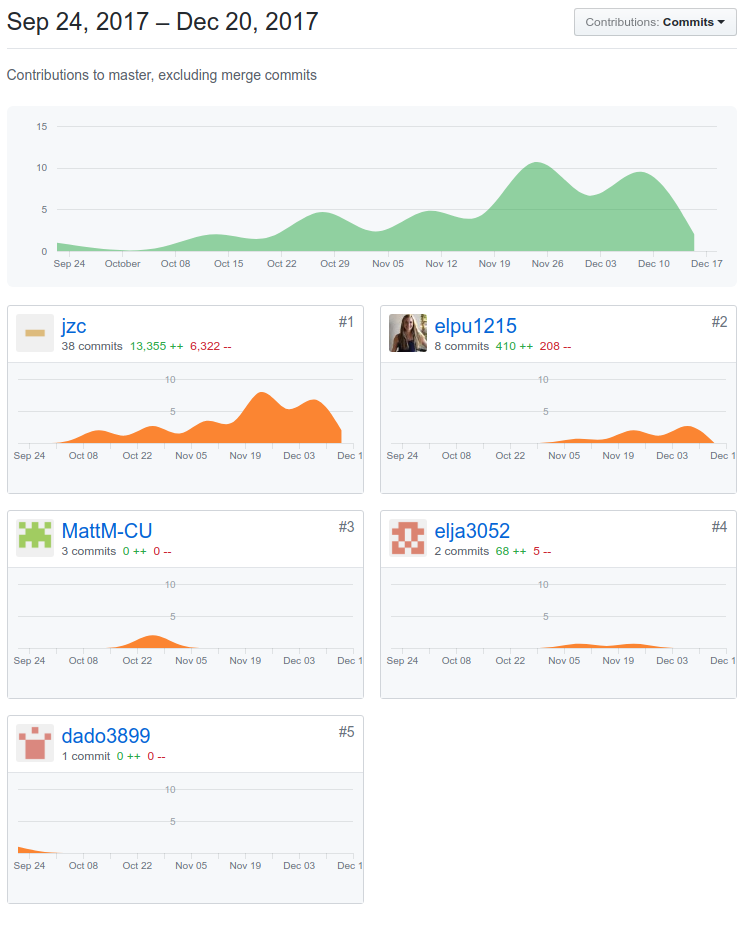 Sep 24, 2017 – Dec 20, 2017
Contributions: Commits
Contributions to master, excluding merge commits
15
10
5
0
Sep 24 October Oct 08 Oct 15 Oct 22 Oct 29 Nov 05 Nov 12 Nov 19 Nov 26 Dec 03 Dec 10 Dec 17
jzc #1
38 commits 13,355 ++ 6,322 --
10
5
Sep 24 Oct 08 Oct 22 Nov 05 Nov 19 Dec 03 Dec 1
elpu1215 #2
8 commits 410 ++ 208 --
10
5
Sep 24 Oct 08 Oct 22 Nov 05 Nov 19 Dec 03 Dec 1
MattM-CU #3
3 commits 0 ++ 0 --
10
5
Sep 24 Oct 08 Oct 22 Nov 05 Nov 19 Dec 03 Dec 1
elja3052 #4
2 commits 68 ++ 5 --
10
5
Sep 24 Oct 08 Oct 22 Nov 05 Nov 19 Dec 03 Dec 1
dado3899 #5
1 commit 0 ++ 0 --
10
5
Sep 24 Oct 08 Oct 22 Nov 05 Nov 19 Dec 03 Dec 1